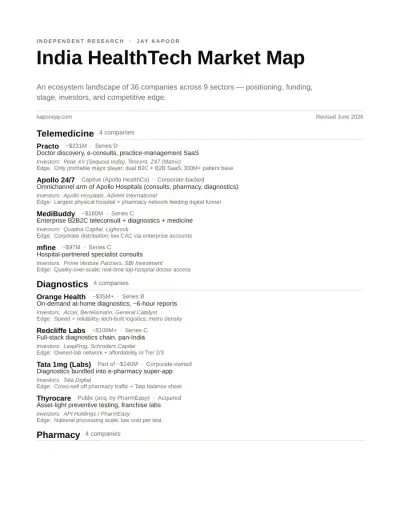 INDEPENDENT RESEARCH · JAY KAPOOR
India HealthTech Market Map
An ecosystem landscape of 36 companies across 9 sectors — positioning, funding,
stage, investors, and competitive edge.
kapoorjay.com Revised June 2026
Telemedicine 4 companies
Practo ~$231M · Series D
Doctor discovery, e-consults, practice-management SaaS
Investors: Peak XV (Sequoia India), Tencent, Z47 (Matrix)
Edge: Only profitable major player; dual B2C + B2B SaaS; 300M+ patient base
Apollo 24/7 Captive (Apollo HealthCo) · Corporate-backed
Omnichannel arm of Apollo Hospitals (consults, pharmacy, diagnostics)
Investors: Apollo Hospitals, Advent International
Edge: Largest physical hospital + pharmacy network feeding digital funnel
MediBuddy ~$160M · Series C
Enterprise B2B2C teleconsult + diagnostics + medicine
Investors: Quadria Capital, Lightrock
Edge: Corporate distribution; low CAC via enterprise accounts
mfine ~$97M · Series C
Hospital-partnered specialist consults
Investors: Prime Venture Partners, SBI Investment
Edge: Quality-over-scale; real-time top-hospital doctor access
Diagnostics 4 companies
Orange Health ~$35M+ · Series B
On-demand at-home diagnostics, ~6-hour reports
Investors: Accel, Bertelsmann, General Catalyst
Edge: Speed + reliability; tech-built logistics; metro density
Redcliffe Labs ~$109M+ · Series C
Full-stack diagnostics chain, pan-India
Investors: LeapFrog, Schroders Capital
Edge: Owned-lab network + affordability in Tier 2/3
Tata 1mg (Labs) Part of ~$240M · Corporate-owned
Diagnostics bundled into e-pharmacy super-app
Investors: Tata Digital
Edge: Cross-sell off pharmacy traffic + Tata balance sheet
Thyrocare Public (acq. by PharmEasy) · Acquired
Asset-light preventive testing, franchise labs
Investors: API Holdings / PharmEasy
Edge: National processing scale; low cost per test
Pharmacy 4 companies